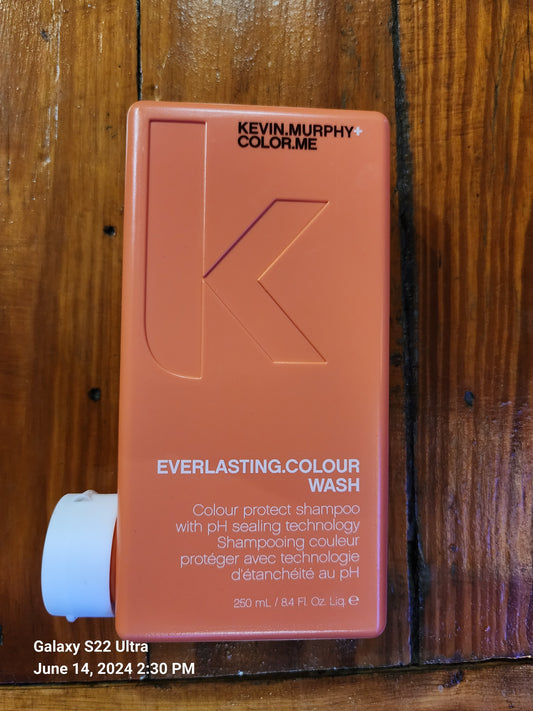 KEVIN.MURPHY+
COLOR.ME
EVERLASTING.COLOUR
WASH
Colour protect shampoo
with pH sealing technology
Shampooing couleur
protéger avec technologie
d'étanchéité au pH
250 mL / 8.4 Fl. Oz. Liq. ℮
Galaxy S22 Ultra
June 14, 2024 2:30 PM